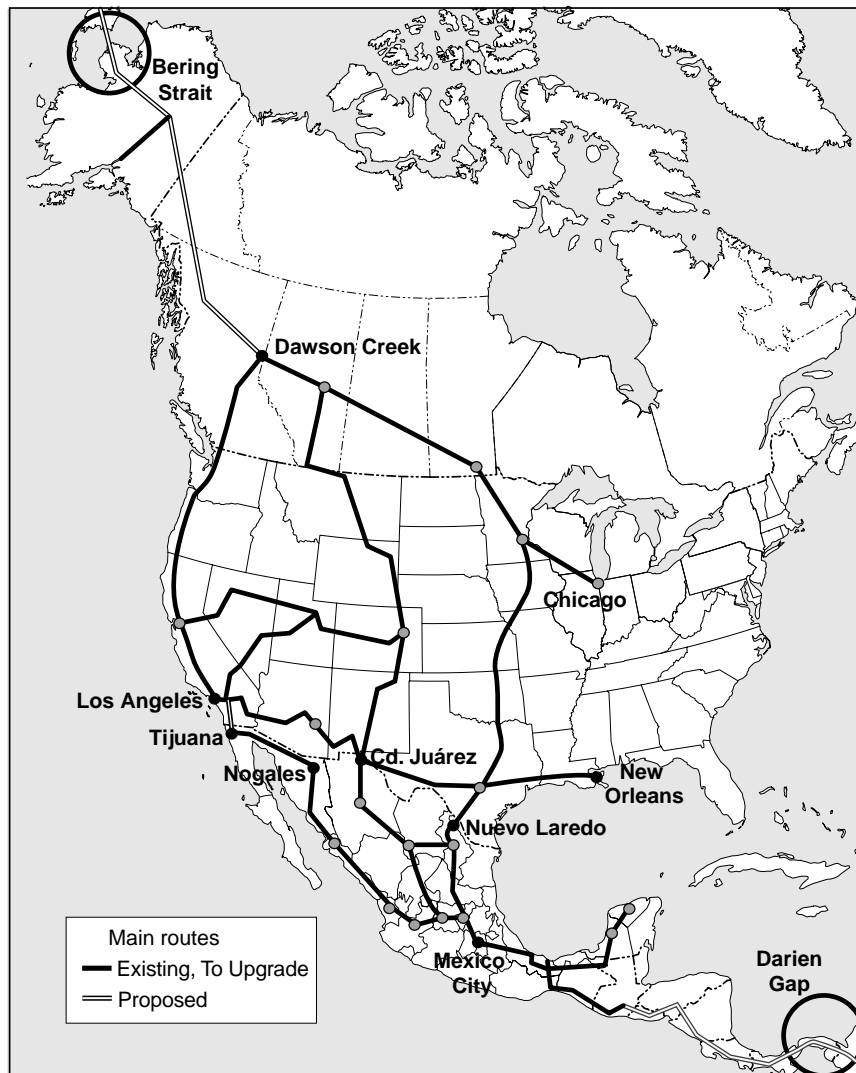 Bering
Strait
Dawson Creek
Chicago
Los Angeles
Tijuana
Cd. Juárez
Nogales
New
Orleans
Nuevo Laredo
Mexico
City
Darien
Gap
Main routes
Existing, To Upgrade
Proposed